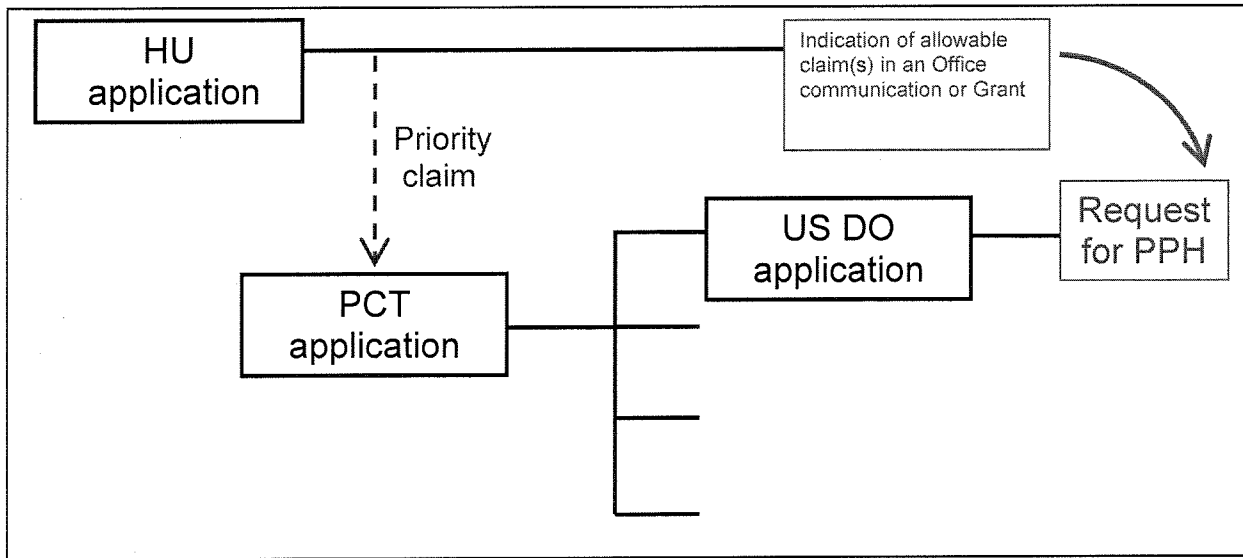 HU
application
Indication of allowable
claim(s) in an Office
communication or Grant
Priority
claim
US DO
application
Request
for PPH
PCT
application